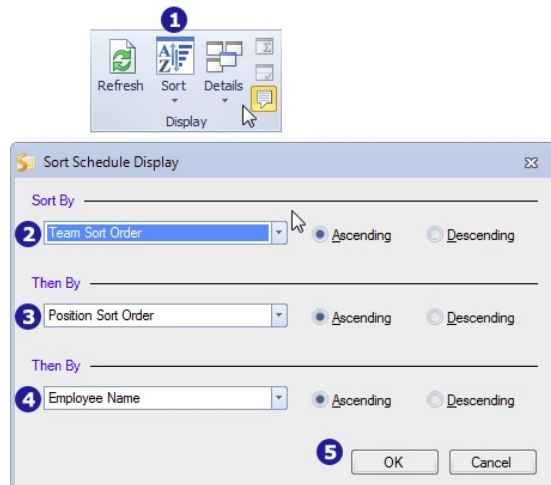 1
A
Z
Σ
Refresh Sort Details
Display
S Sort Schedule Display
Sort By
2 Team Sort Order Ascending Descending
Then By
3 Position Sort Order Ascending Descending
Then By
4 Employee Name Ascending Descending
5 OK Cancel